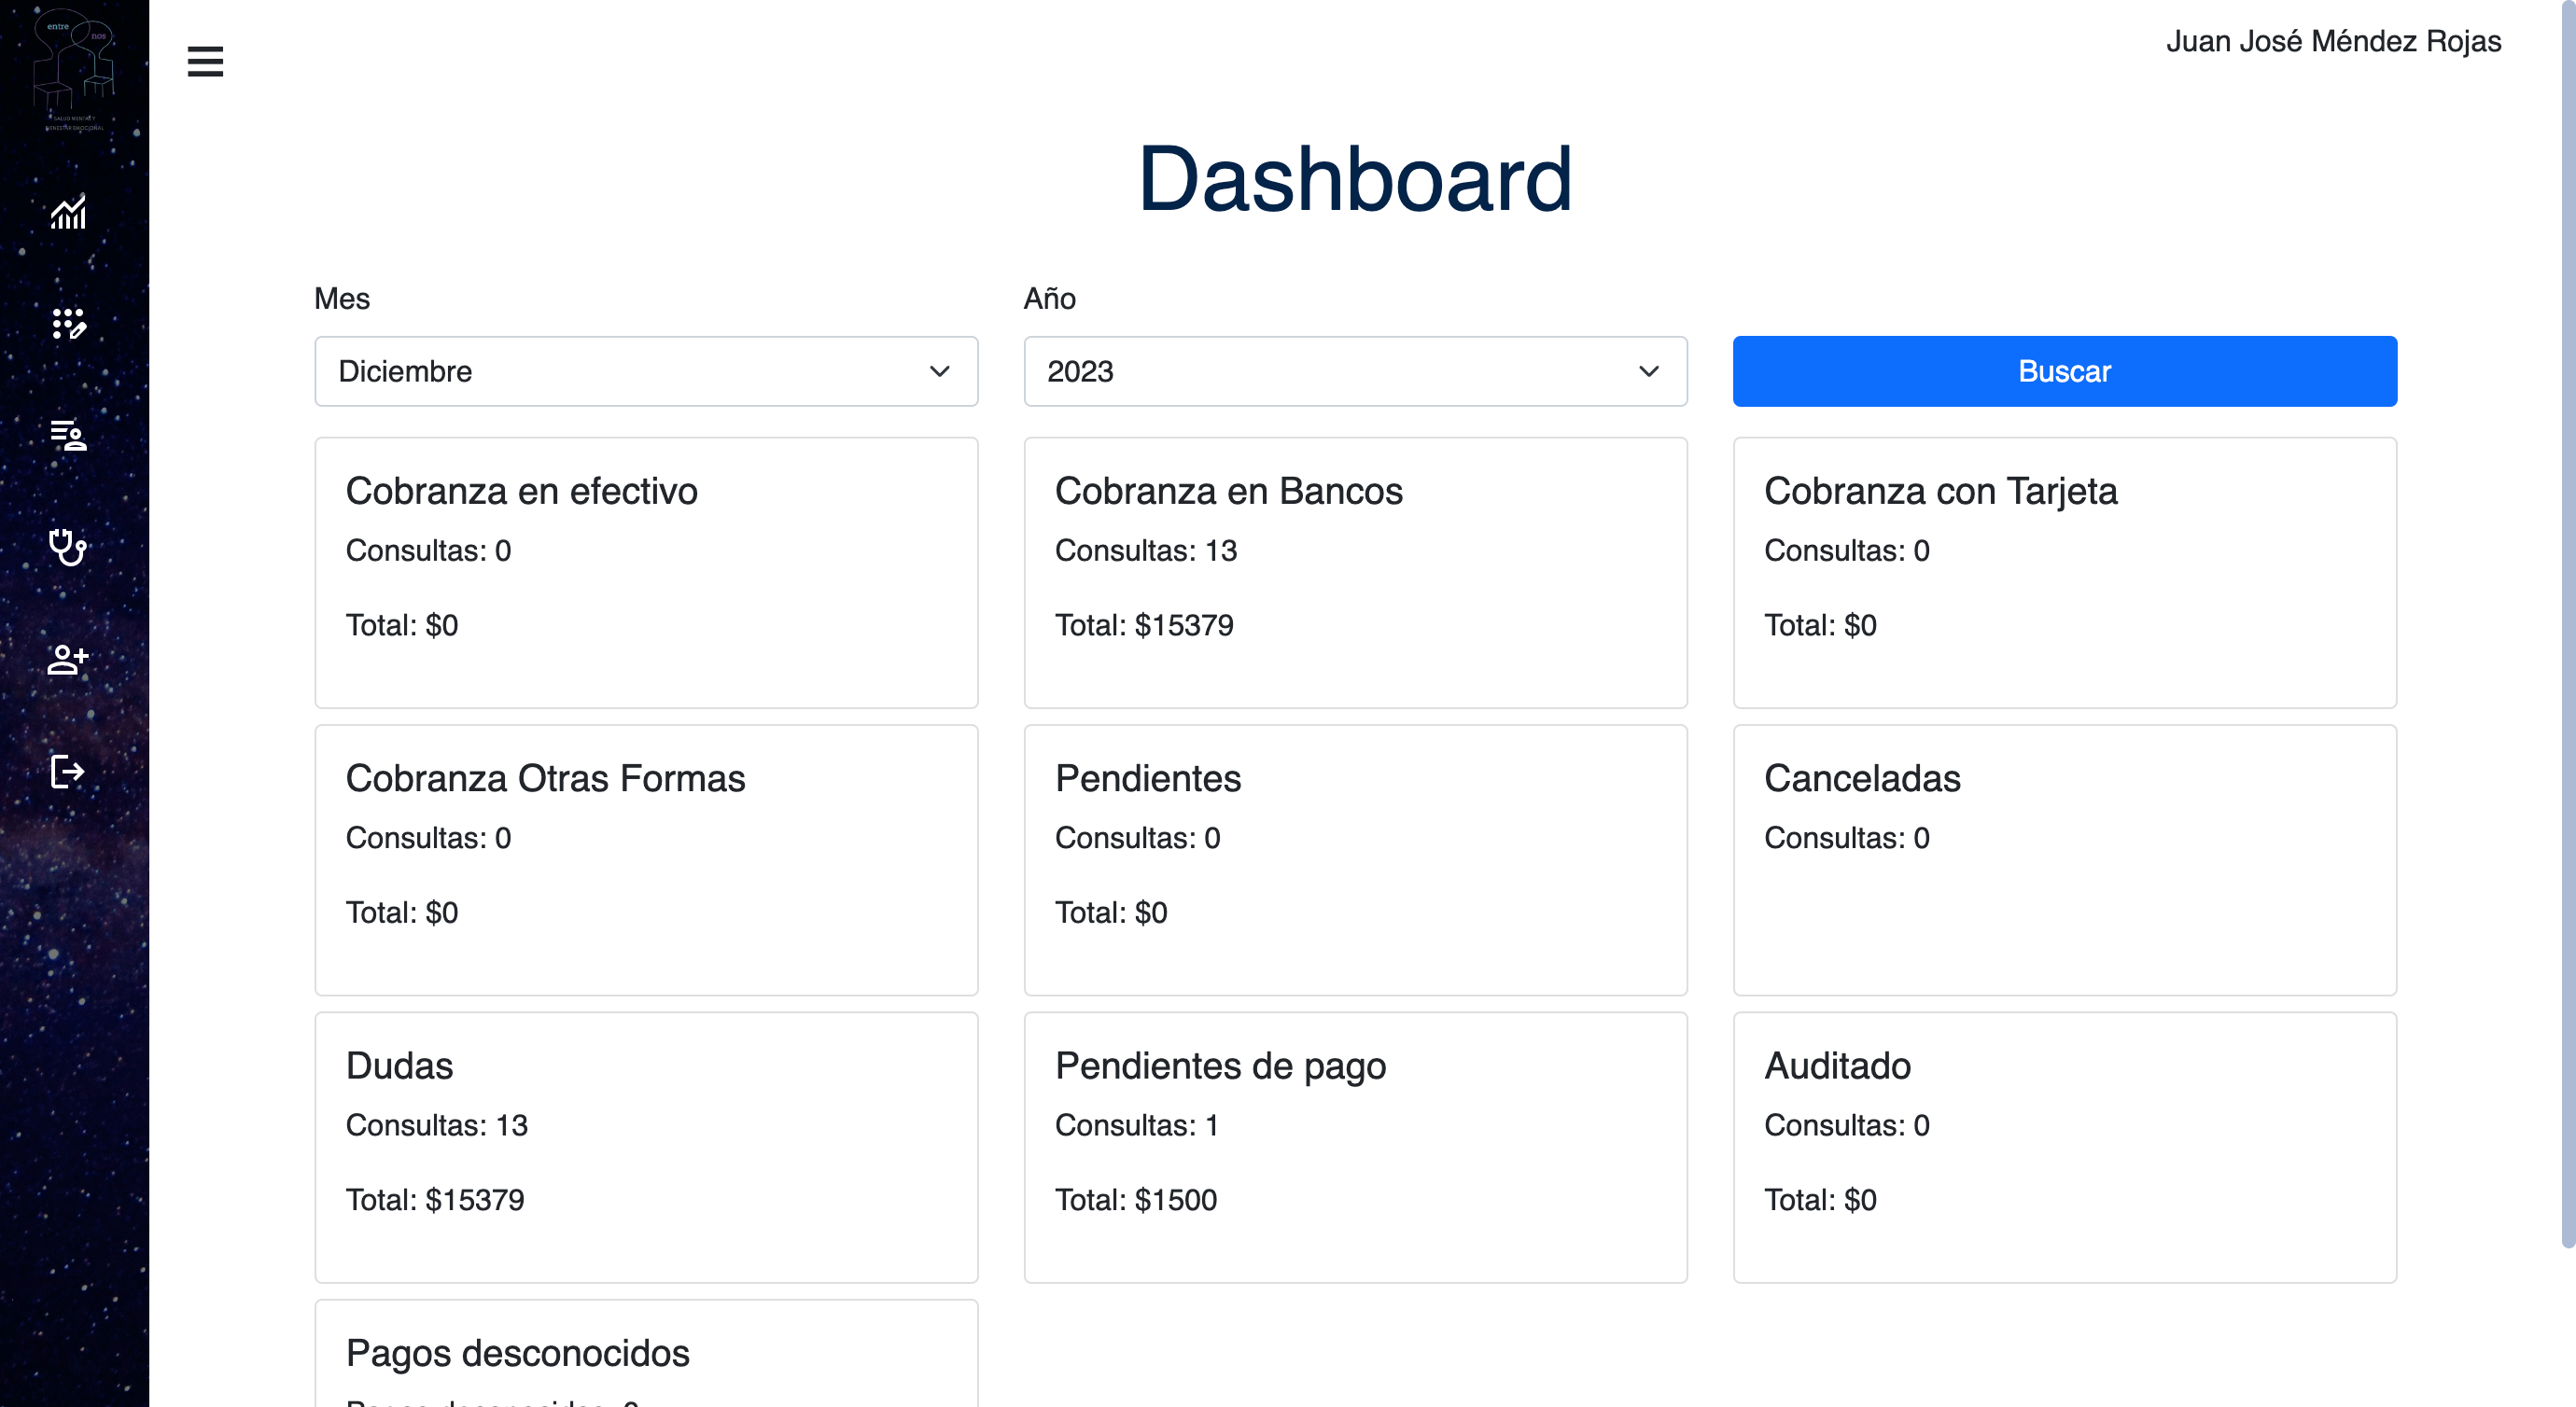 entre
nos
SALUD MENTAL Y
BIENESTAR EMOCIONAL
Juan José Méndez Rojas
Dashboard
Mes
Año
Diciembre
2023
Buscar
Cobranza en efectivo
Consultas: 0
Total: $0
Cobranza en Bancos
Consultas: 13
Total: $15379
Cobranza con Tarjeta
Consultas: 0
Total: $0
Cobranza Otras Formas
Consultas: 0
Total: $0
Pendientes
Consultas: 0
Total: $0
Canceladas
Consultas: 0
Dudas
Consultas: 13
Total: $15379
Pendientes de pago
Consultas: 1
Total: $1500
Auditado
Consultas: 0
Total: $0
Pagos desconocidos